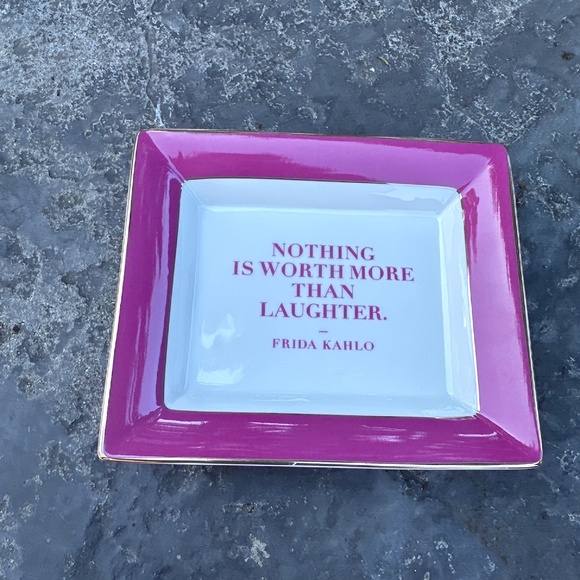 NOTHING
IS WORTH MORE
THAN
LAUGHTER.
–
FRIDA KAHLO